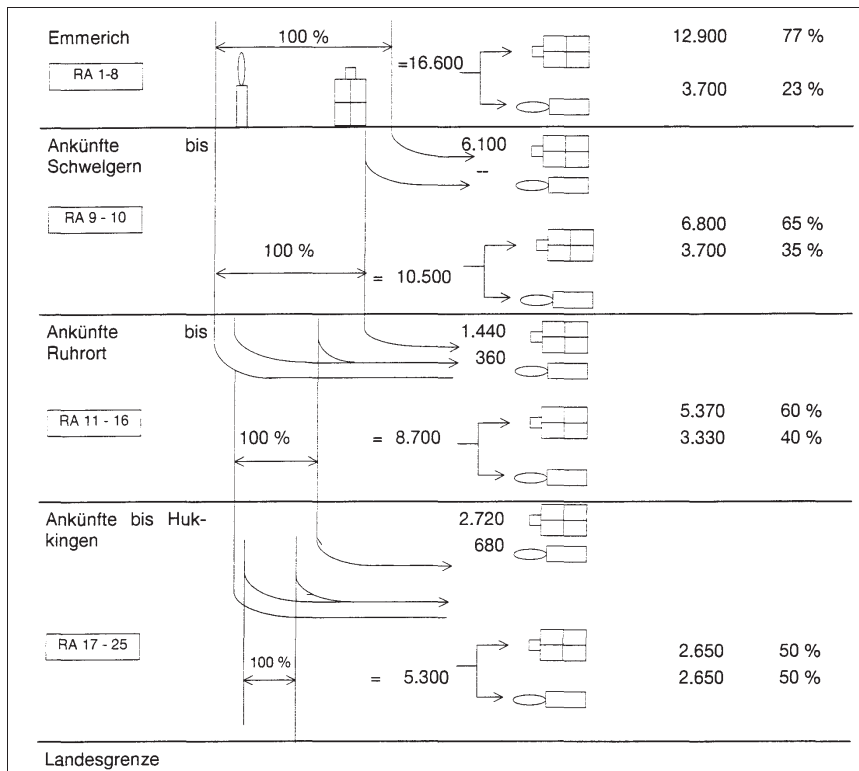 Emmerich
100 %
12.900 77 %
RA 1-8
=16.600
3.700 23 %
Ankünfte bis
Schwelgern
6.100
--
RA 9 - 10
6.800 65 %
100 %
3.700 35 %
= 10.500
Ankünfte bis
Ruhrort
1.440
360
RA 11 - 16
5.370 60 %
100 %
= 8.700
3.330 40 %
Ankünfte bis Huk-
kingen
2.720
680
RA 17 - 25
2.650 50 %
100 %
= 5.300
2.650 50 %
Landesgrenze